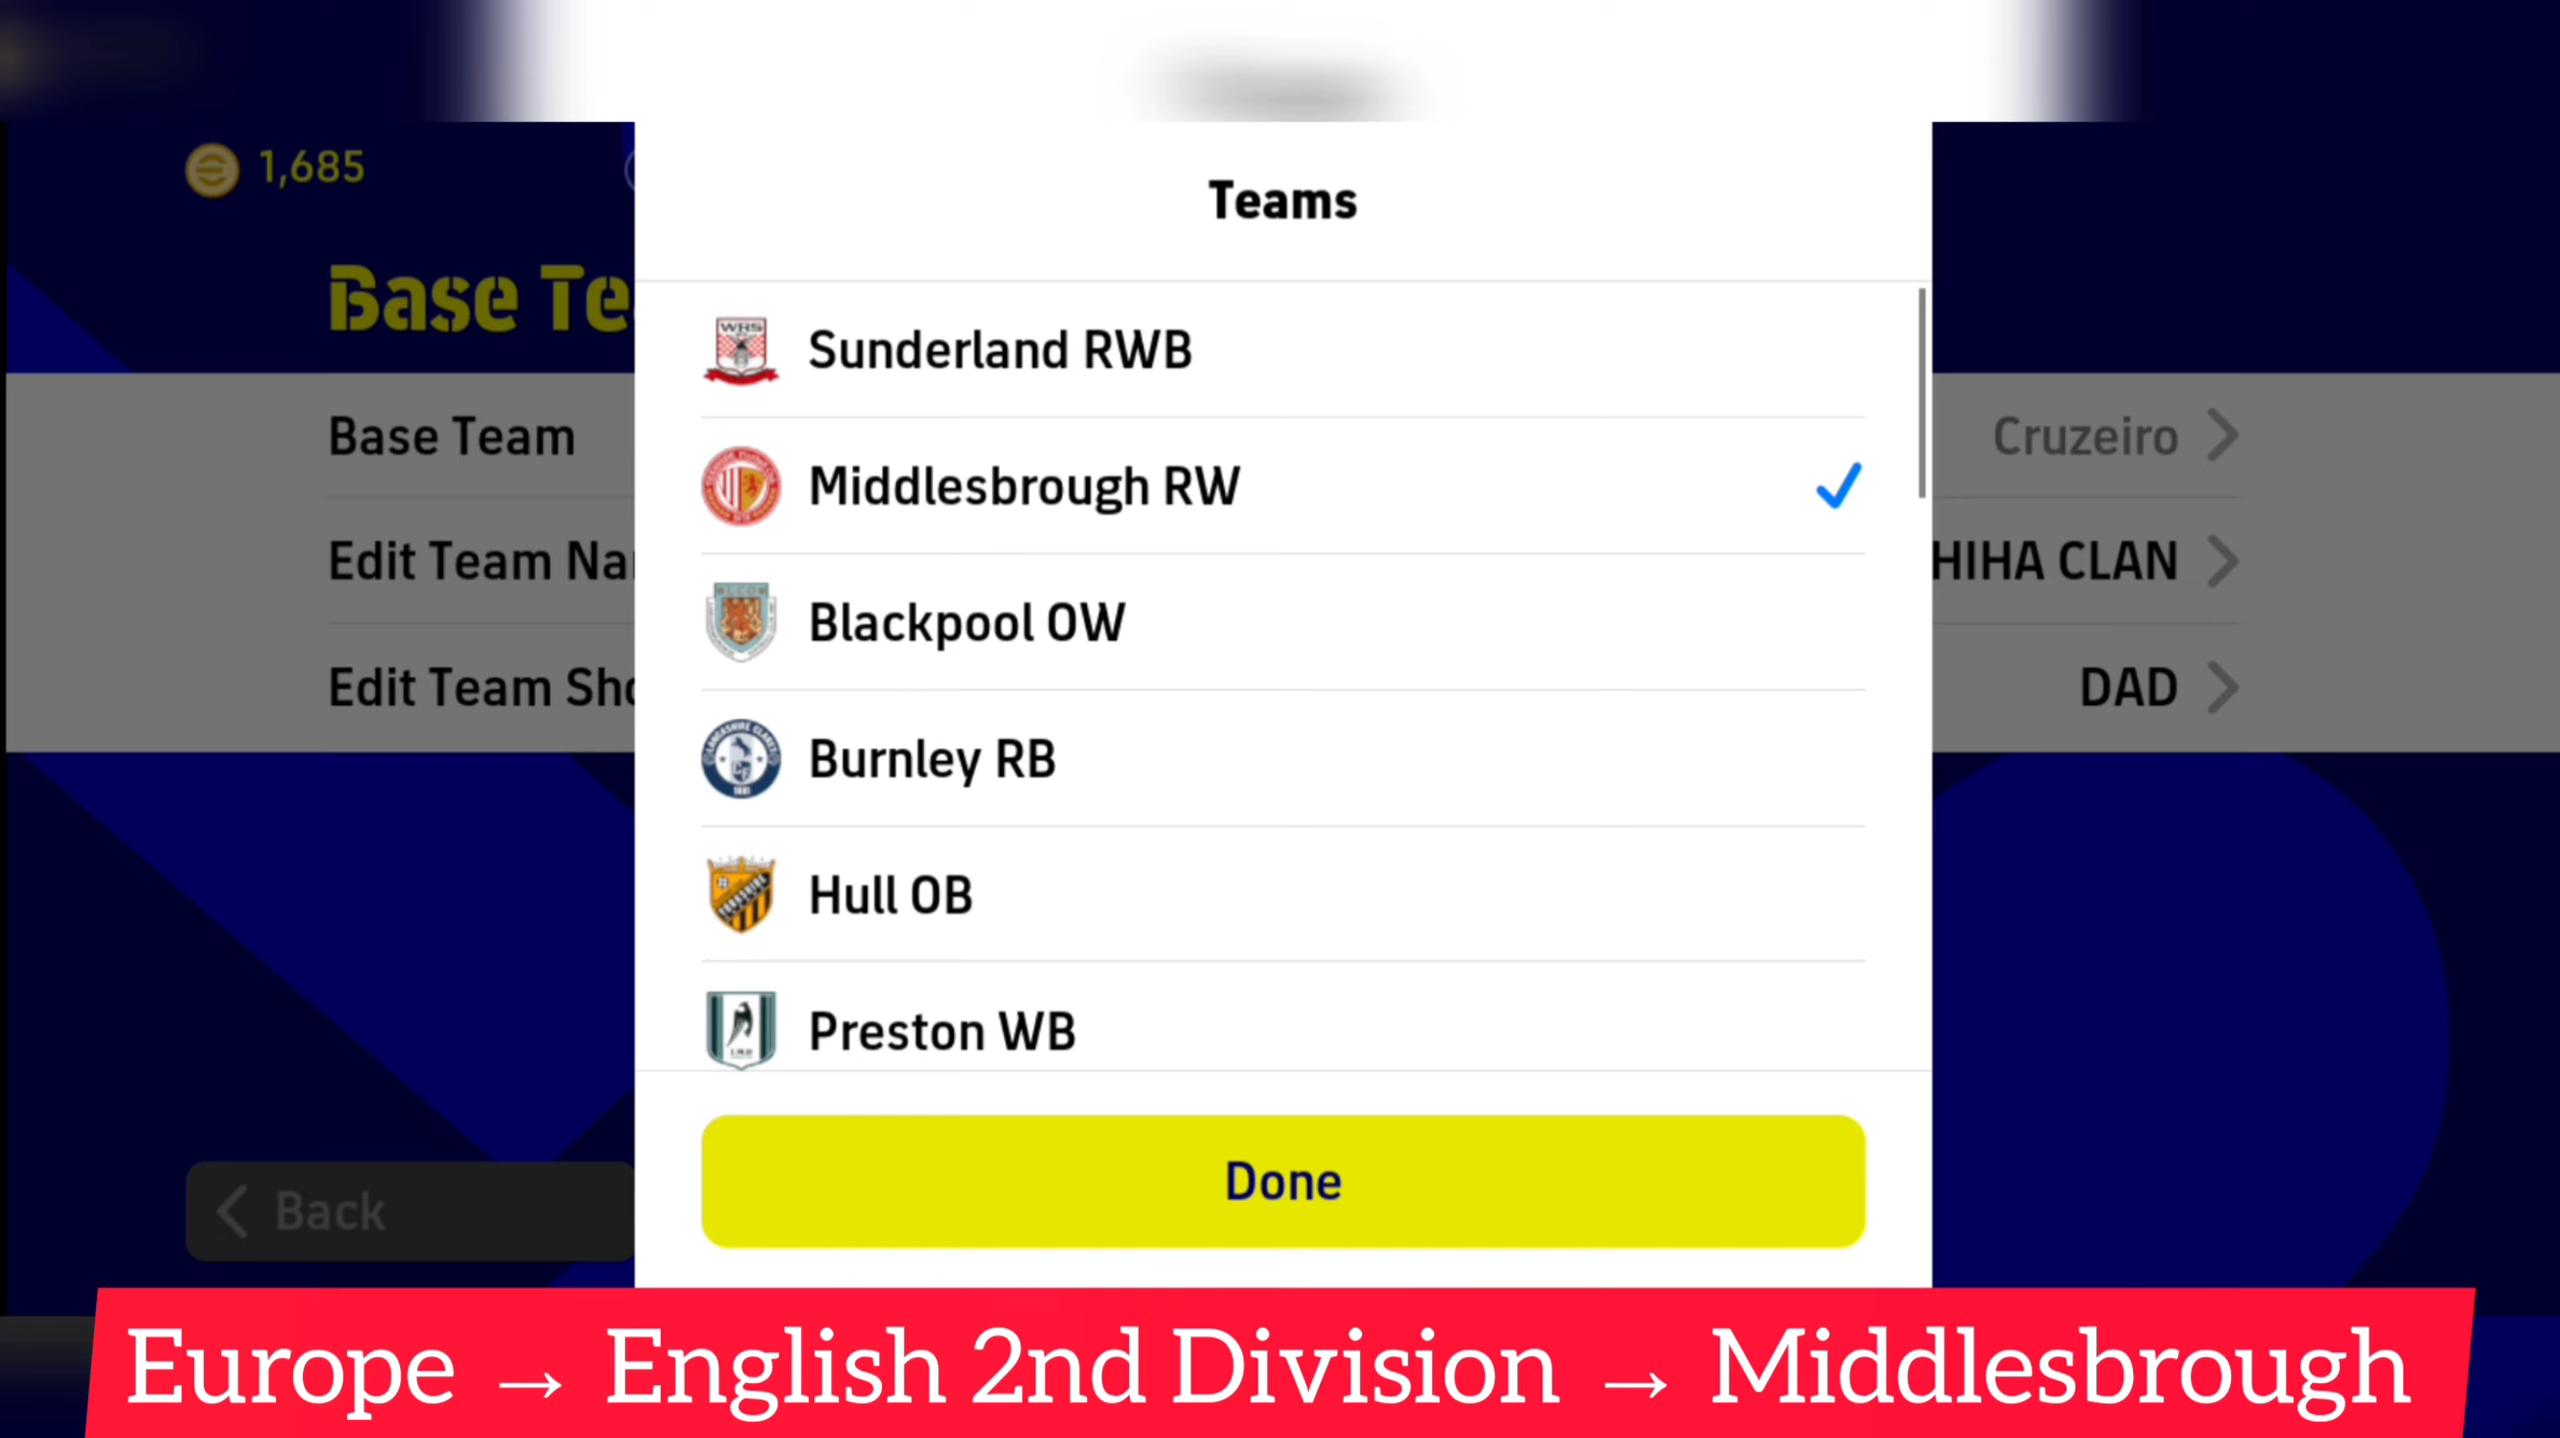 1,685
Teams
Base Te
Sunderland RWB
Base Team
Cruzeiro
Middlesbrough RW
Edit Team Na
HIHA CLAN
Blackpool OW
Edit Team Sho
DAD
Burnley RB
Hull OB
Preston WB
Back
Done
Europe → English 2nd Division → Middlesbrough